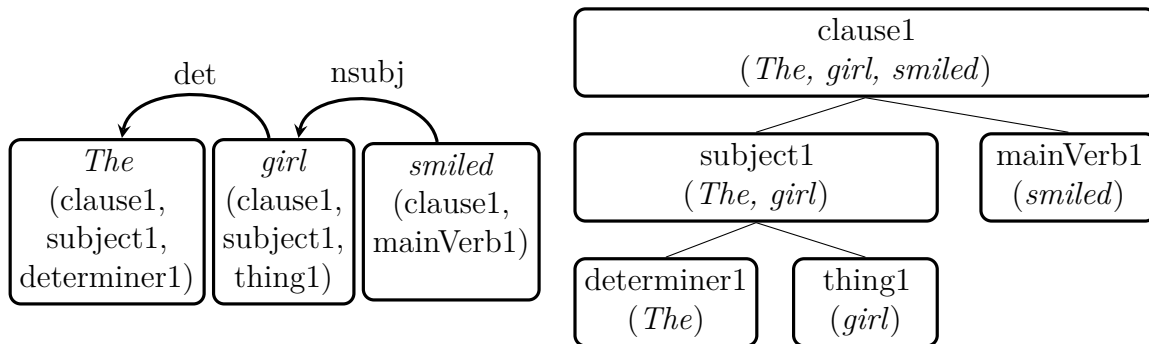 det
nsubj
The
(clause1,
subject1,
determiner1)
girl
(clause1,
subject1,
thing1)
smiled
(clause1,
mainVerb1)
clause1
(The, girl, smiled)
subject1
(The, girl)
mainVerb1
(smiled)
determiner1
(The)
thing1
(girl)